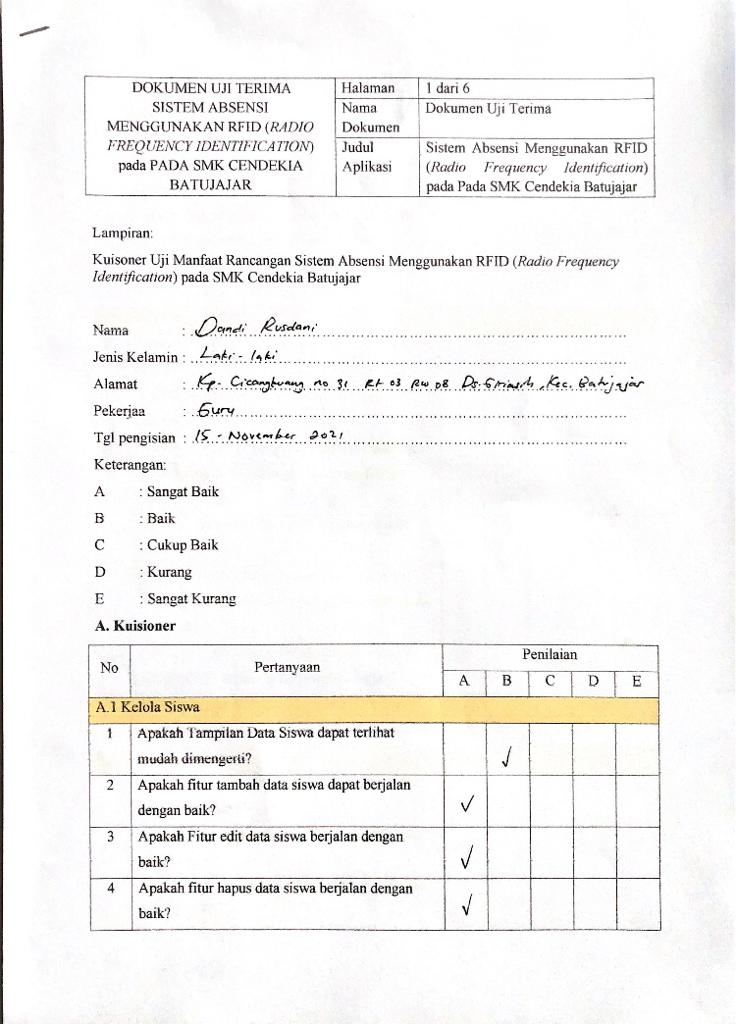 DOKUMEN UJI TERIMA
SISTEM ABSENSI
MENGGUNAKAN RFID (RADIO
FREQUENCY IDENTIFICATION)
pada PADA SMK CENDEKIA
BATUJAJAR
Halaman 1 dari 6
Nama Dokumen Uji Terima
Dokumen
Judul Sistem Absensi Menggunakan RFID
Aplikasi (Radio Frequency Identification)
pada Pada SMK Cendekia Batujajar
Lampiran:
Kuisoner Uji Manfaat Rancangan Sistem Absensi Menggunakan RFID (Radio Frequency
Identification) pada SMK Cendekia Batujajar
Nama : Dandi Rusdani
Jenis Kelamin : Laki - laki
Alamat : Kp. Cicangkuang no 31 Rt 03 Rw 08 Ds. , Kec. Batujajar
Pekerjaa : Guru
Tgl pengisian : 15 - November 2021
Keterangan:
A : Sangat Baik
B : Baik
C : Cukup Baik
D : Kurang
E : Sangat Kurang
A. Kuisioner
No Pertanyaan Penilaian
A B C D E
A.1 Kelola Siswa
1 Apakah Tampilan Data Siswa dapat terlihat
mudah dimengerti? ✓
2 Apakah fitur tambah data siswa dapat berjalan
dengan baik? ✓
3 Apakah Fitur edit data siswa berjalan dengan
baik? ✓
4 Apakah fitur hapus data siswa berjalan dengan
baik? ✓